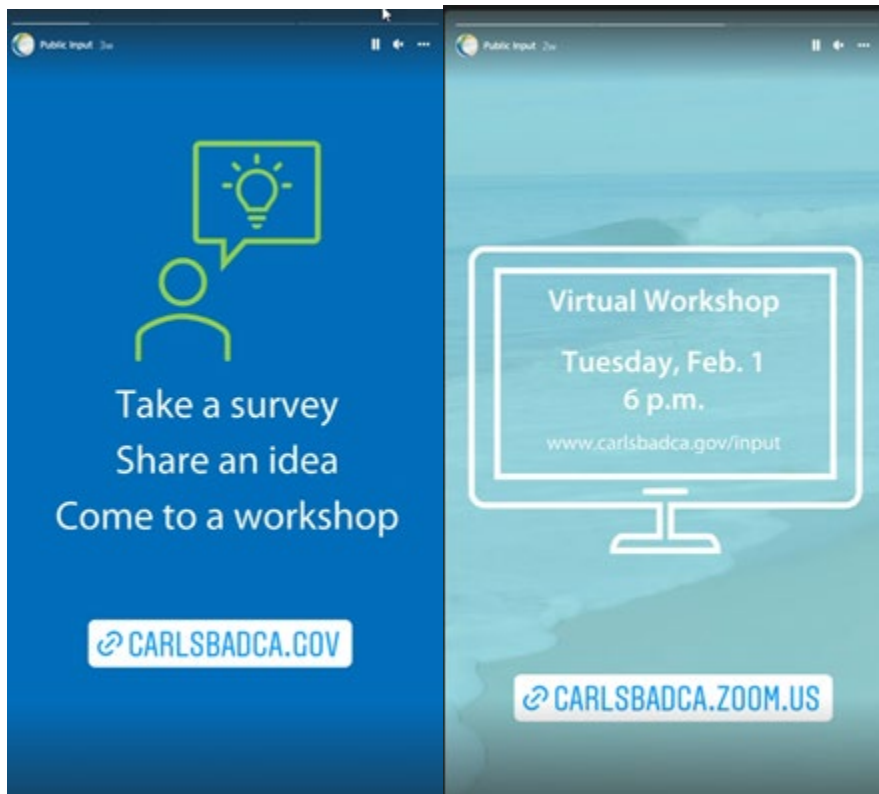 Public Input 3w
Take a survey
Share an idea
Come to a workshop
CARLSBADCA.GOV
Public Input 2w
Virtual Workshop
Tuesday, Feb. 1
6 p.m.
www.carlsbadca.gov/input
CARLSBADCA.ZOOM.US